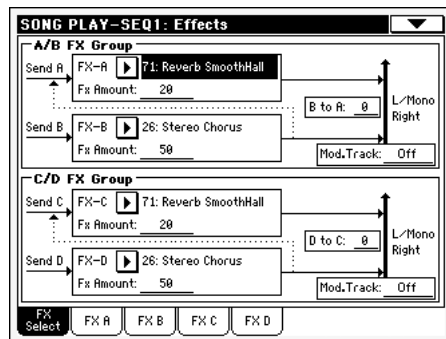 SONG PLAY-SEQ1: Effects
A/B FX Group
Send A FX-A 71: Reverb SmoothHall
Fx Amount: 20
B to A: 0
L/Mono
Right
Send B FX-B 26: Stereo Chorus
Fx Amount: 50
Mod.Track: Off
C/D FX Group
Send C FX-C 71: Reverb SmoothHall
Fx Amount: 20
D to C: 0
L/Mono
Right
Send D FX-D 26: Stereo Chorus
Fx Amount: 50
Mod.Track: Off
FX Select FX A FX B FX C FX D